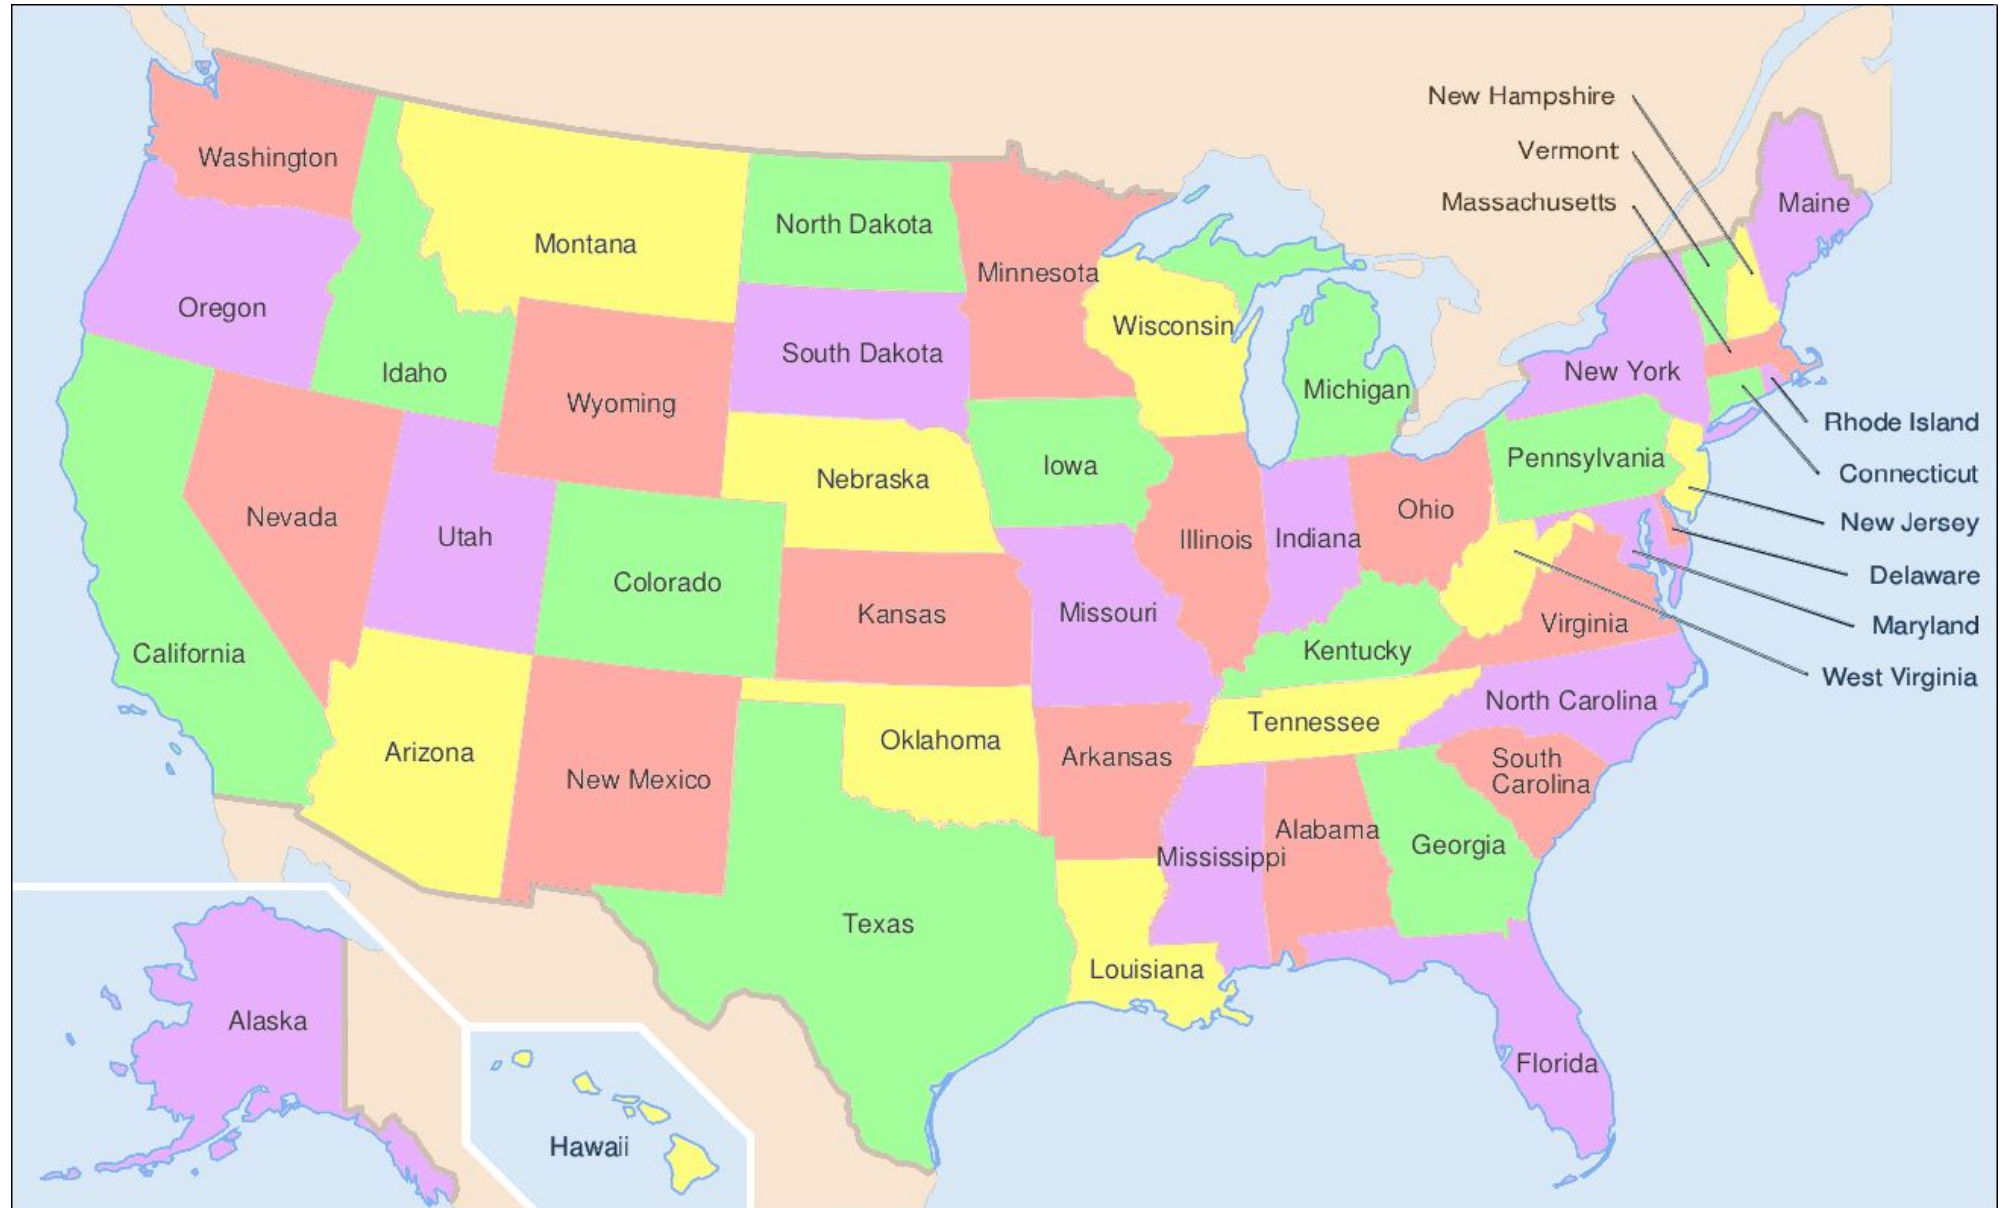 New Hampshire
Vermont
Massachusetts
Washington
Maine
Montana
North Dakota
Minnesota
Oregon
Wisconsin
South Dakota
Idaho
New York
Michigan
Wyoming
Rhode Island
Pennsylvania
Iowa
Connecticut
Nebraska
Ohio
Nevada
New Jersey
Utah
Illinois
Indiana
Delaware
Colorado
Kansas
Missouri
Virginia
Maryland
California
Kentucky
West Virginia
North Carolina
Tennessee
Oklahoma
Arizona
Arkansas
South
Carolina
New Mexico
Alabama
Georgia
Mississippi
Texas
Louisiana
Alaska
Florida
Hawaii